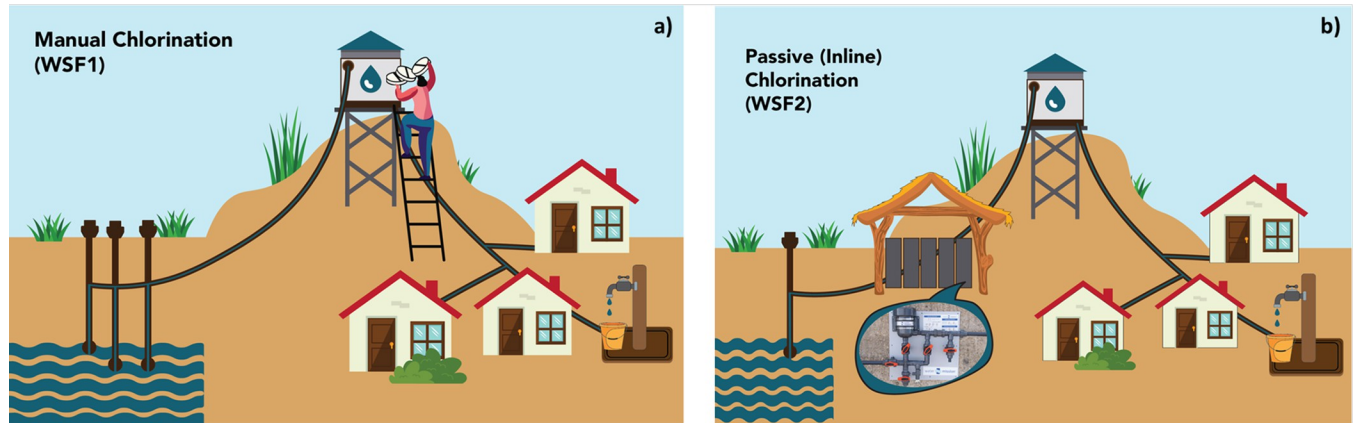 Manual Chlorination
(WSF1)
a)
Passive (Inline)
Chlorination
(WSF2)
b)